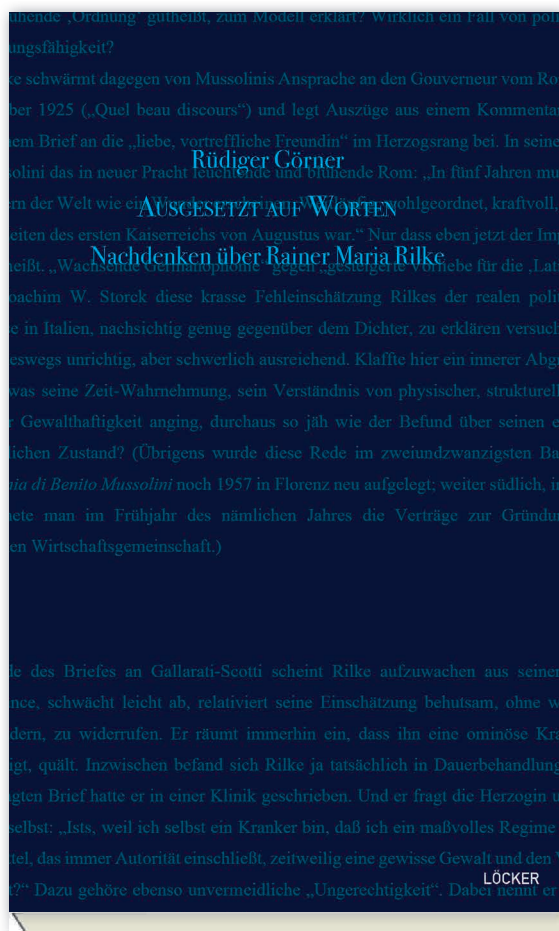 uhende ‚Ordnung‘ gutheißt, zum Modell erklärt? Wirklich ein Fall von poli
ungsfähigkeit?
ke schwärmt dagegen von Mussolinis Ansprache an den Gouverneur vom Ro
ber 1925 („Quel beau discours“) und legt Auszüge aus einem Kommenta
nem Brief an die „liebe, vortreffliche Freundin“ im Herzogsrang bei. In seine
Rüdiger Görner
solini das in neuer Pracht leuchtende und blühende Rom: „In fünf Jahren mu
AUSGESETZT AUF WORTEN
ern der Welt wie ein wohlgeordnet, kraftvoll,
eiten des ersten Kaiserreichs von Augustus war.“ Nur dass eben jetzt der Imp
Nachdenken über Rainer Maria Rilke
heißt. „Wachsende Germanophobie“ gegen „gesteigerte Vorliebe für die ‚Lat
oachim W. Storck diese krasse Fehleinschätzung Rilkes der realen poli
e in Italien, nachsichtig genug gegenüber dem Dichter, zu erklären versuch
eswegs unrichtig, aber schwerlich ausreichend. Klaffte hier ein innerer Abgr
was seine Zeit-Wahrnehmung, sein Verständnis von physischer, strukturell
r Gewalthaftigkeit anging, durchaus so jäh wie der Befund über seinen e
lichen Zustand? (Übrigens wurde diese Rede im zweiundzwanzigsten Ba
nia di Benito Mussolini noch 1957 in Florenz neu aufgelegt; weiter südlich, i
nete man im Frühjahr des nämlichen Jahres die Verträge zur Gründu
en Wirtschaftsgemeinschaft.)
de des Briefes an Gallarati-Scotti scheint Rilke aufzuwachen aus seiner
nce, schwächt leicht ab, relativiert seine Einschätzung behutsam, ohne w
dern, zu widerrufen. Er räumt immerhin ein, dass ihn eine ominöse Kra
igt, quält. Inzwischen befand sich Rilke ja tatsächlich in Dauerbehandlung
agten Brief hatte er in einer Klinik geschrieben. Und er fragt die Herzogin u
selbst: „Ists, weil ich selbst ein Kranker bin, daß ich ein maßvolles Regime
tel, das immer Autorität einschließt, zeitweilig eine gewisse Gewalt und den V
t?“ Dazu gehöre ebenso unvermeidliche „Ungerechtigkeit“. Dabei nennt er
LÖCKER